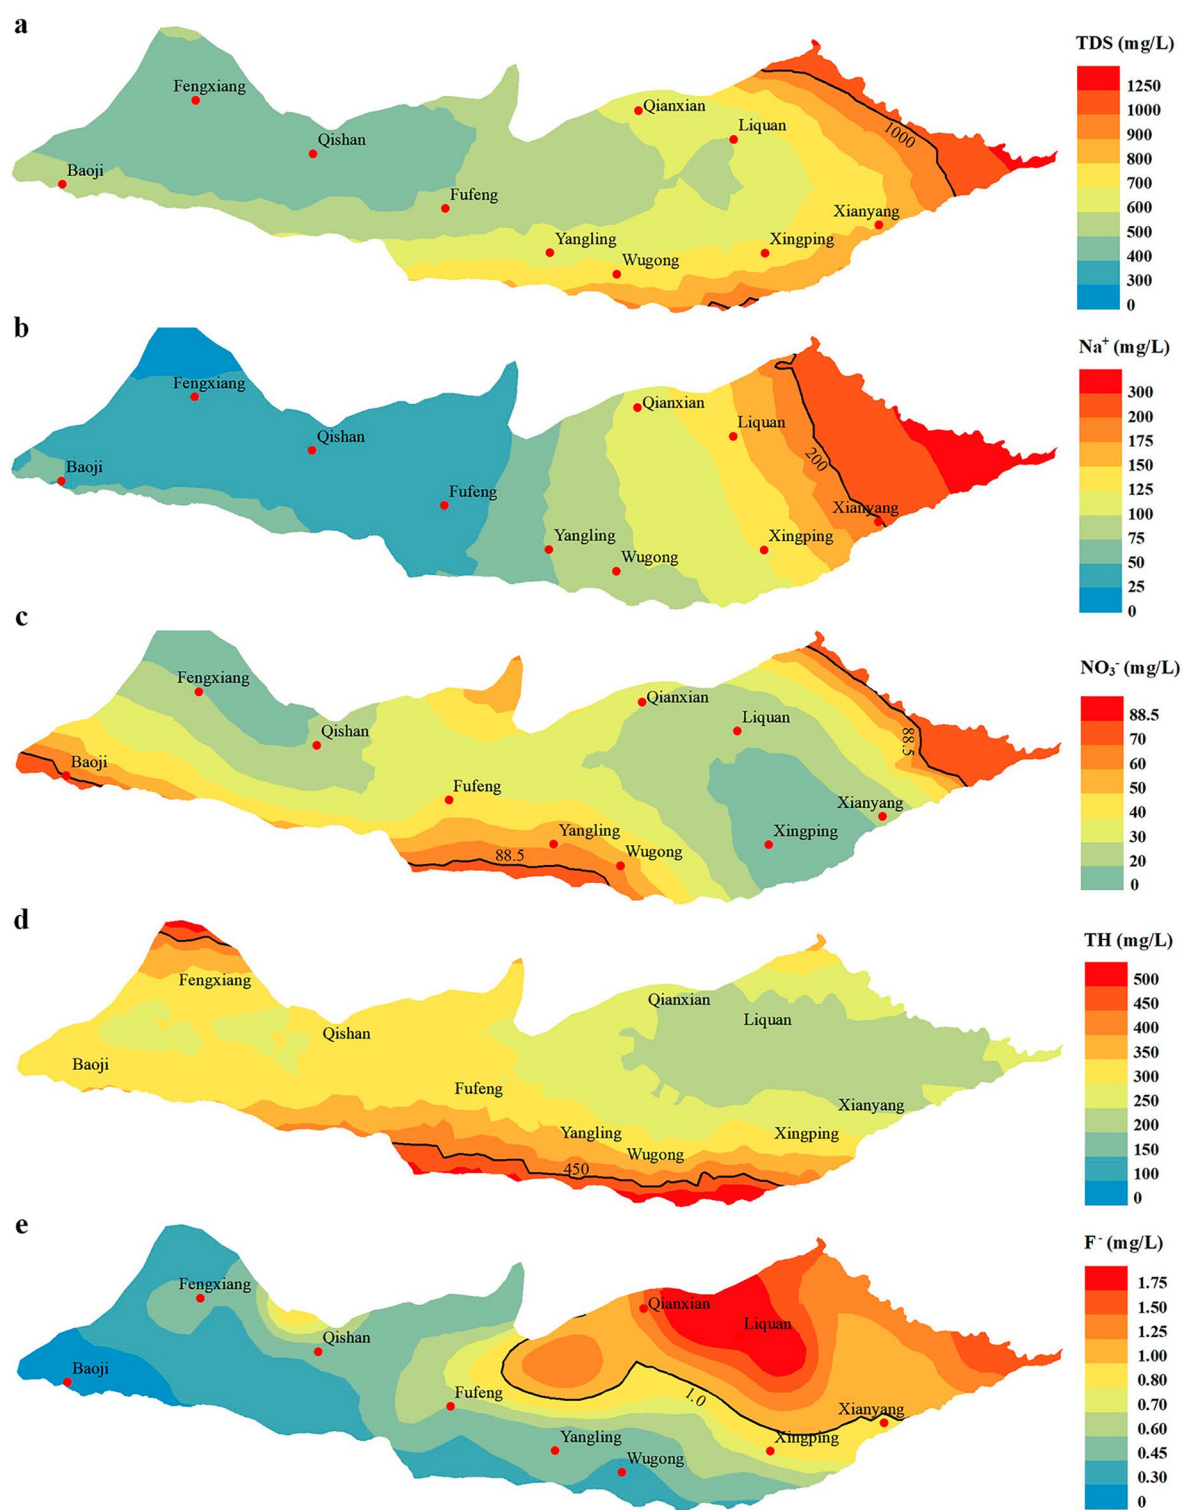 a
TDS (mg/L)
1250
1000
900
800
700
600
500
400
300
0
Fengxiang
Qishan
Baoji
Fufeng
Qianxian
Liquan
1000
Xianyang
Yangling
Xingping
Wugong
b
Na⁺ (mg/L)
300
200
175
150
125
100
75
50
25
0
Fengxiang
Qishan
Baoji
Fufeng
Qianxian
Liquan
200
Xianyang
Yangling
Xingping
Wugong
c
NO₃⁻ (mg/L)
88.5
70
60
50
40
30
20
0
Fengxiang
Qishan
Baoji
Fufeng
Qianxian
Liquan
88.5
Xianyang
Yangling
Xingping
Wugong
88.5
d
TH (mg/L)
500
450
400
350
300
250
200
150
100
0
Fengxiang
Qishan
Baoji
Fufeng
Qianxian
Liquan
Xianyang
Yangling
Xingping
Wugong
450
e
F⁻ (mg/L)
1.75
1.50
1.25
1.00
0.80
0.70
0.60
0.45
0.30
0
Fengxiang
Qishan
Baoji
Fufeng
Qianxian
Liquan
1.0
Xianyang
Yangling
Xingping
Wugong